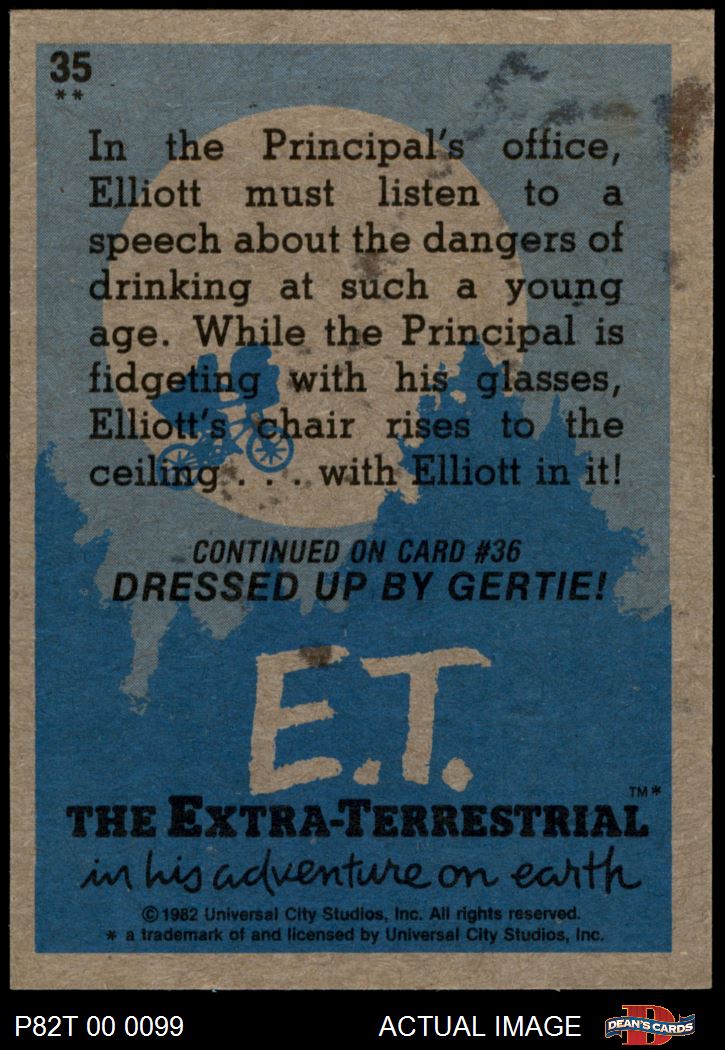 35
**
In the Principal's office,
Elliott must listen to a
speech about the dangers of
drinking at such a young
age. While the Principal is
fidgeting with his glasses,
Elliott's chair rises to the
ceiling . . . with Elliott in it!
CONTINUED ON CARD #36
DRESSED UP BY GERTIE!
E.T.
TM*
THE EXTRA-TERRESTRIAL
in his adventure on earth
© 1982 Universal City Studios, Inc. All rights reserved.
* a trademark of and licensed by Universal City Studios, Inc.
P82T 00 0099
ACTUAL IMAGE
D
DEAN'S CARDS